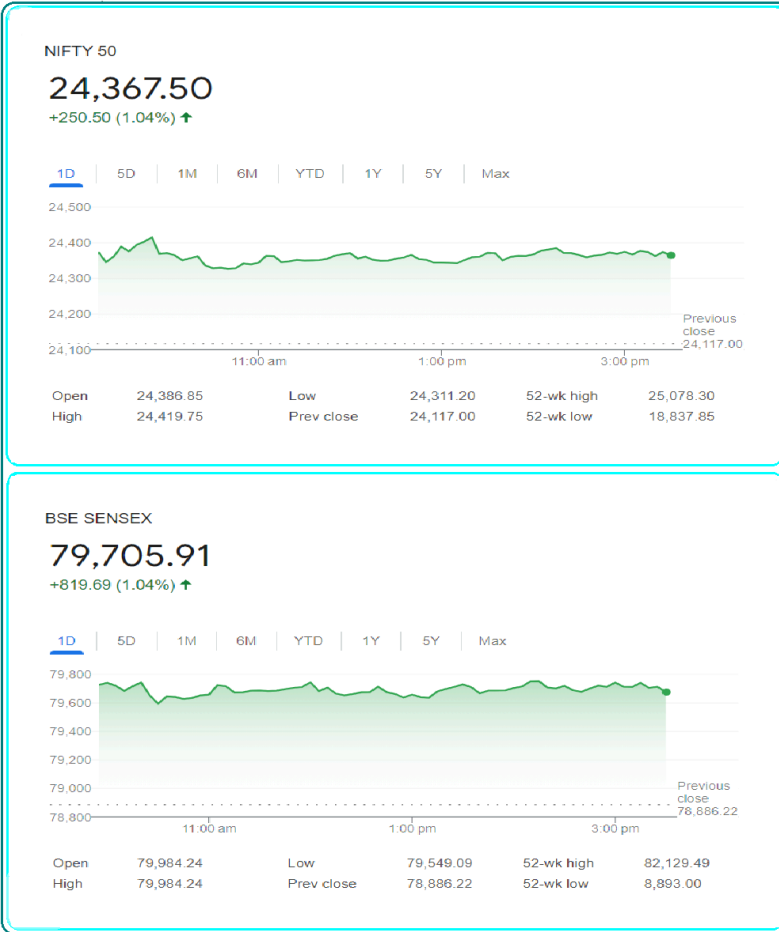 NIFTY 50
24,367.50
+250.50 (1.04%) ↑
1D 5D 1M 6M YTD 1Y 5Y Max
24,500
24,400
24,300
24,200
24,100
Previous
close
24,117.00
11:00 am 1:00 pm 3:00 pm
Open 24,386.85 Low 24,311.20 52-wk high 25,078.30
High 24,419.75 Prev close 24,117.00 52-wk low 18,837.85
BSE SENSEX
79,705.91
+819.69 (1.04%) ↑
1D 5D 1M 6M YTD 1Y 5Y Max
79,800
79,600
79,400
79,200
79,000
78,800
Previous
close
78,886.22
11:00 am 1:00 pm 3:00 pm
Open 79,984.24 Low 79,549.09 52-wk high 82,129.49
High 79,984.24 Prev close 78,886.22 52-wk low 8,893.00